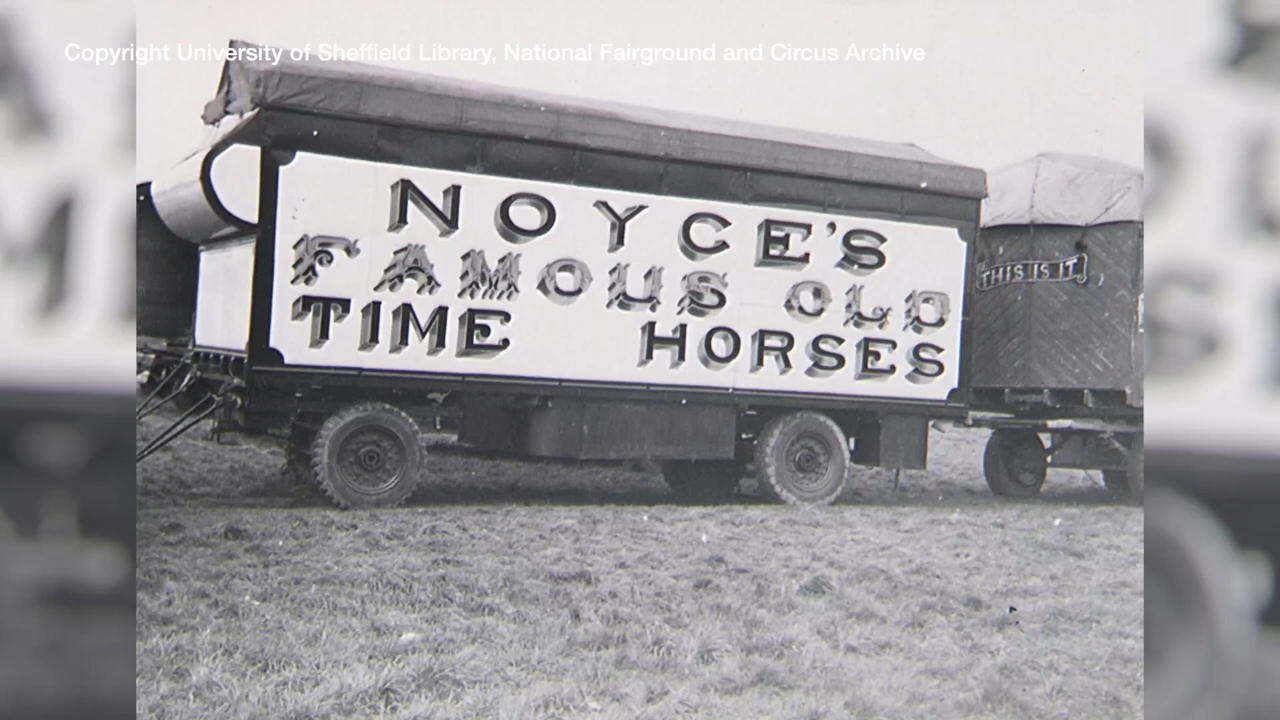 Copyright University of Sheffield Library, National Fairground and Circus Archive
NOYCE'S
FAMOUS OLD
TIME HORSES
THIS IS IT